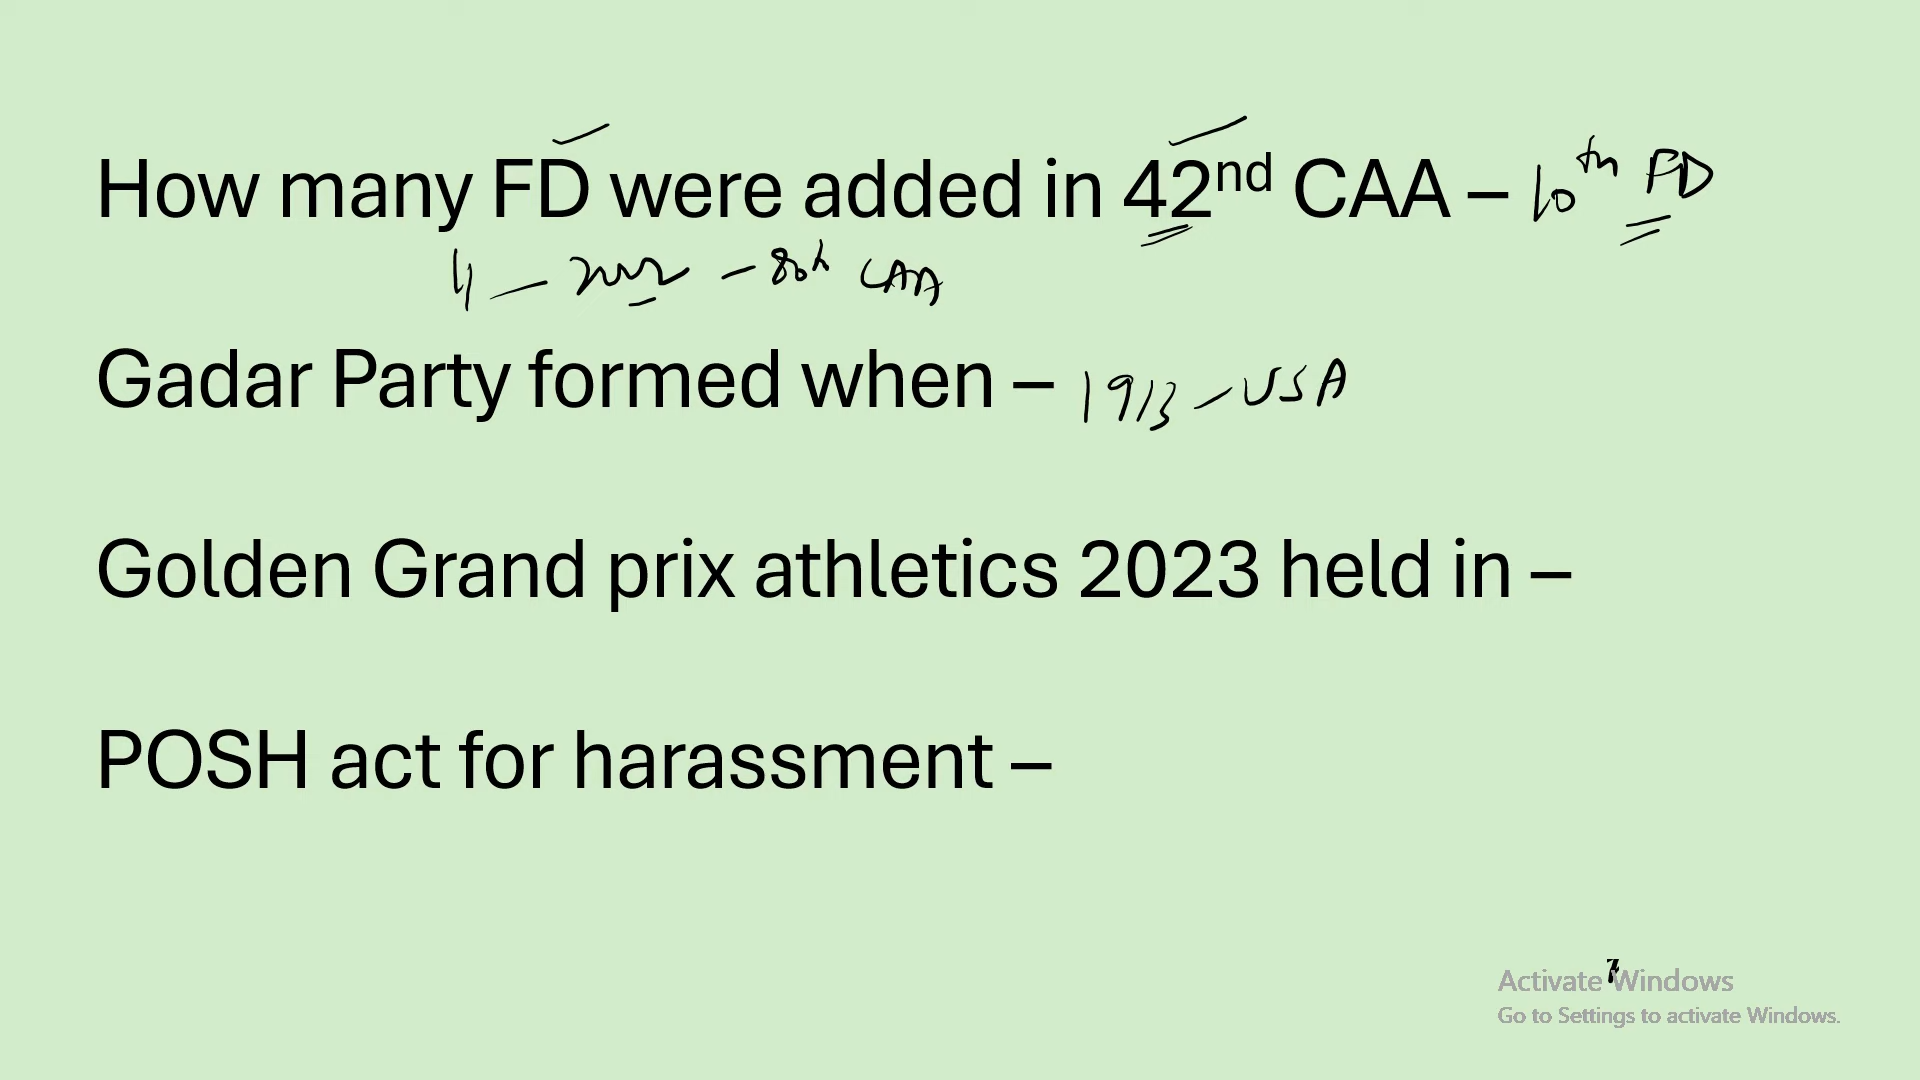 How many FD were added in 42nd CAA – 10th FD
11 – 2002 – 86th CAA
Gadar Party formed when – 1913 – USA
Golden Grand prix athletics 2023 held in –
POSH act for harassment –
Activate Windows
Go to Settings to activate Windows.